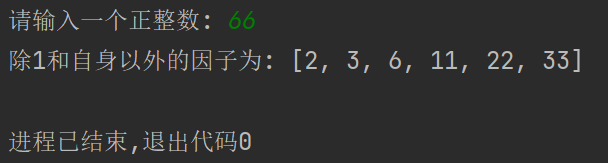 请输入一个正整数: 66
除1和自身以外的因子为: [2, 3, 6, 11, 22, 33]
进程已结束,退出代码0